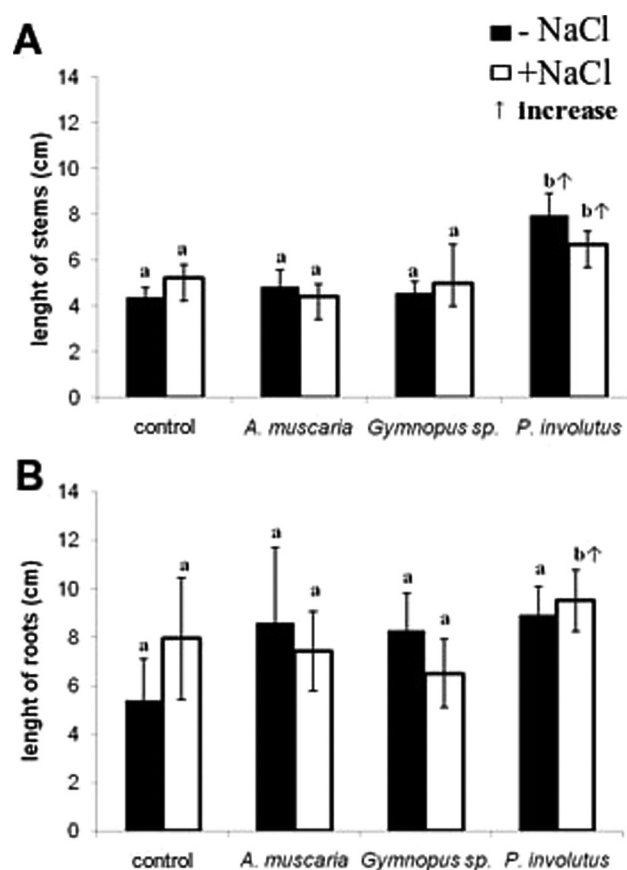 A
- NaCl
+NaCl
↑ increase
lenght of stems (cm)
14
12
10
8
6
4
2
0
a
a
a
a
a
a
b↑
b↑
control
A. muscaria
Gymnopus sp.
P. involutus
B
lenght of roots (cm)
14
12
10
8
6
4
2
0
a
a
a
a
a
a
a
b↑
control
A. muscaria
Gymnopus sp.
P. involutus